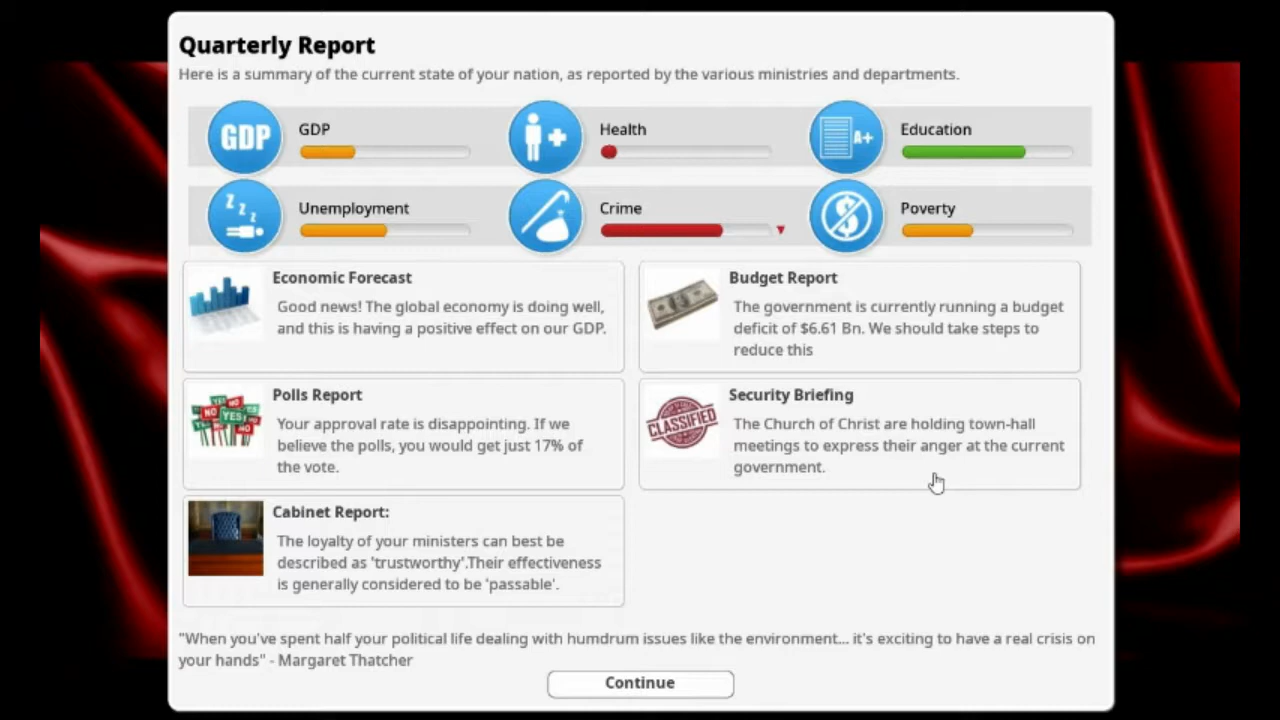 Quarterly Report
Here is a summary of the current state of your nation, as reported by the various ministries and departments.
GDP
GDP
Health
A+
Education
Z Z Z
Unemployment
Crime
$
Poverty
Economic Forecast
Good news! The global economy is doing well,
and this is having a positive effect on our GDP.
Budget Report
The government is currently running a budget
deficit of $6.61 Bn. We should take steps to
reduce this
Polls Report
Your approval rate is disappointing. If we
believe the polls, you would get just 17% of
the vote.
NO YES NO YES NO
CLASSIFIED
Security Briefing
The Church of Christ are holding town-hall
meetings to express their anger at the current
government.
Cabinet Report:
The loyalty of your ministers can best be
described as 'trustworthy'.Their effectiveness
is generally considered to be 'passable'.
"When you've spent half your political life dealing with humdrum issues like the environment... it's exciting to have a real crisis on
your hands" - Margaret Thatcher
Continue